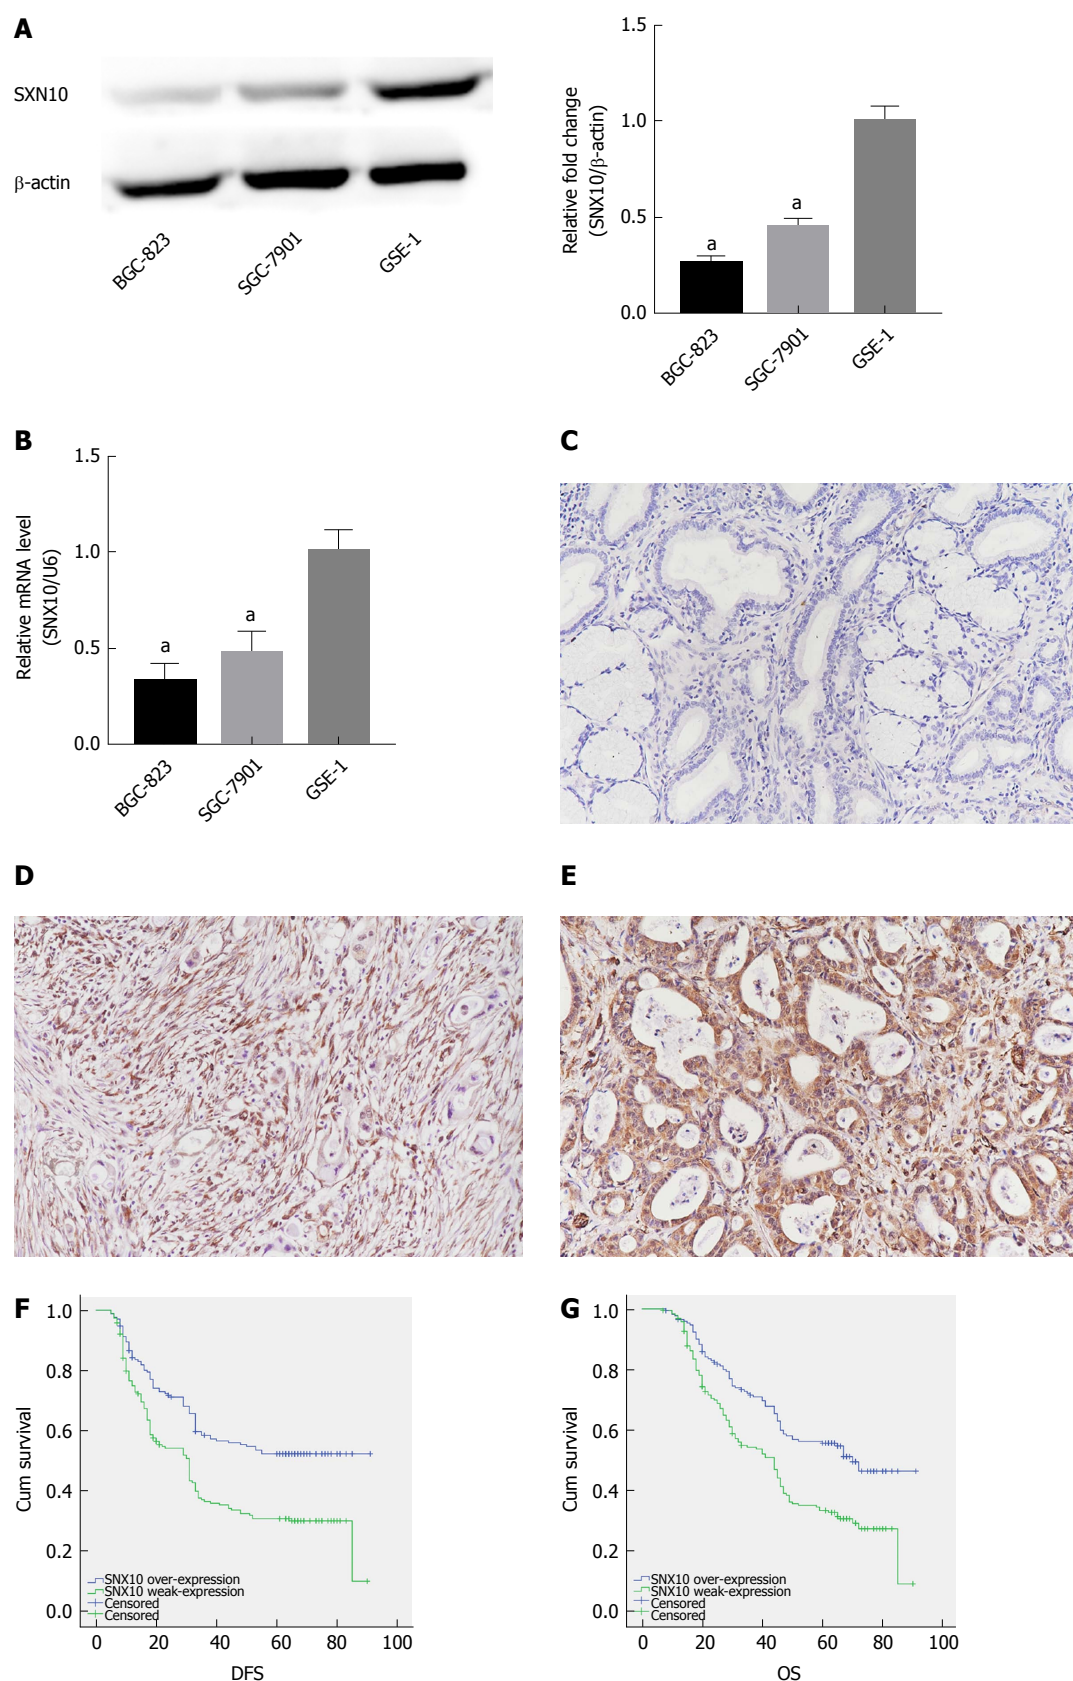 A
SXN10
β-actin
BGC-823
SGC-7901
GSE-1
Relative fold change
(SNX10/β-actin)
1.5
1.0
0.5
0.0
a
a
BGC-823
SGC-7901
GSE-1
B
Relative mRNA level
(SNX10/U6)
1.5
1.0
0.5
0.0
a
a
BGC-823
SGC-7901
GSE-1
C
D
E
F
Cum survival
1.0
0.8
0.6
0.4
0.2
0.0
SNX10 over-expression
SNX10 weak-expression
Censored
Censored
0 20 40 60 80 100
DFS
G
Cum survival
1.0
0.8
0.6
0.4
0.2
0.0
SNX10 over-expression
SNX10 weak-expression
Censored
Censored
0 20 40 60 80 100
OS